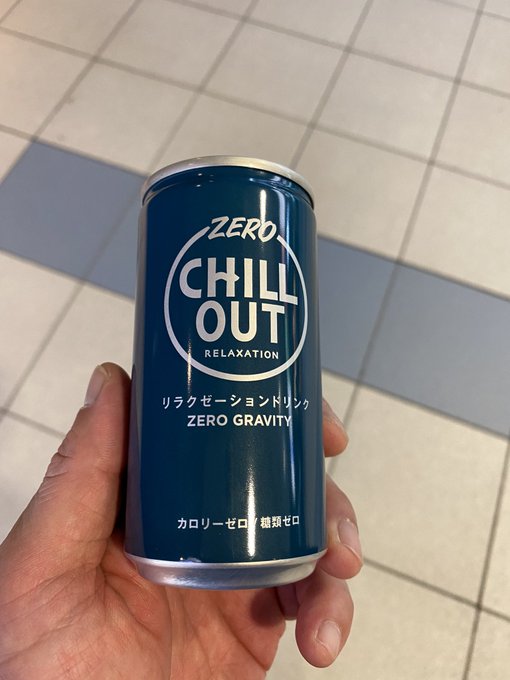 ZERO
CHILL
OUT
RELAXATION
リラクゼーションドリンク
ZERO GRAVITY
カロリーゼロ/糖類ゼロ